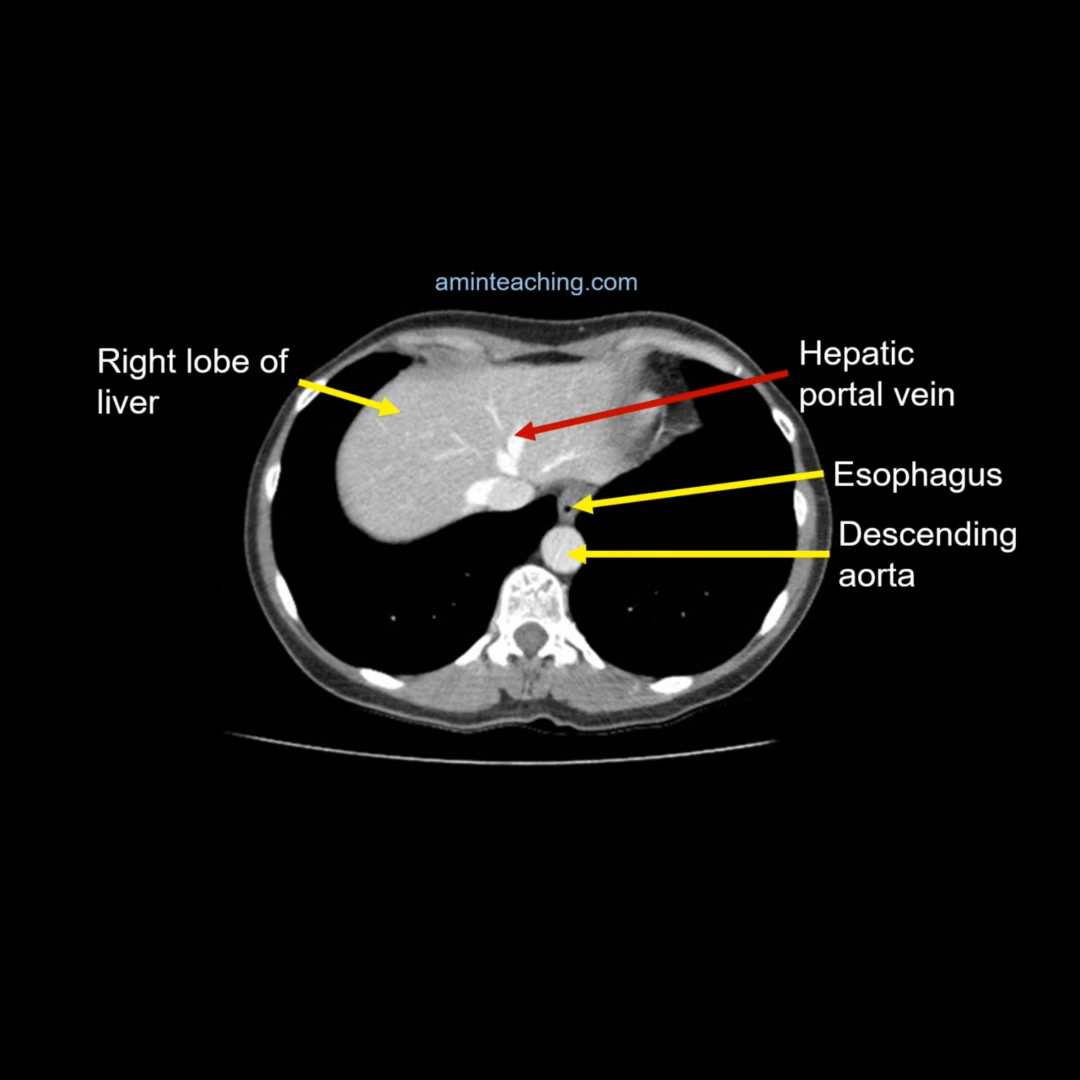 aminteaching.com
Right lobe of
liver
Hepatic
portal vein
Esophagus
Descending
aorta